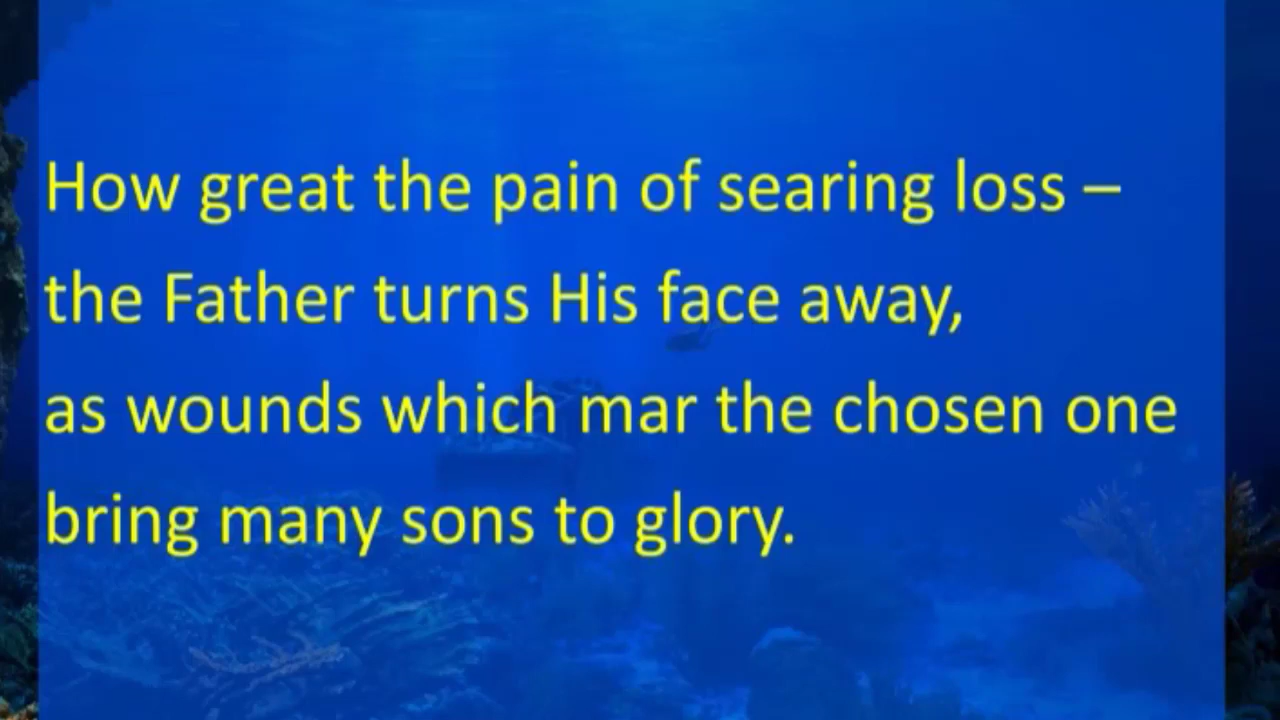 How great the pain of searing loss –
the Father turns His face away,
as wounds which mar the chosen one
bring many sons to glory.